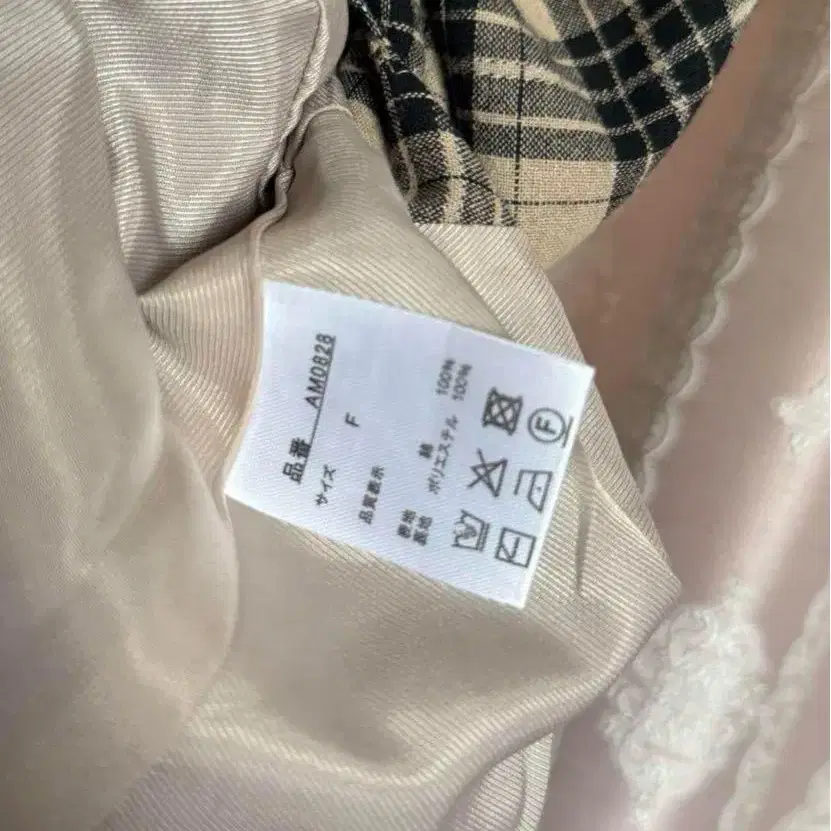 品番 AM0828
サイズ F
品質表示
表地 綿 100%
裏地 ポリエステル 100%
F